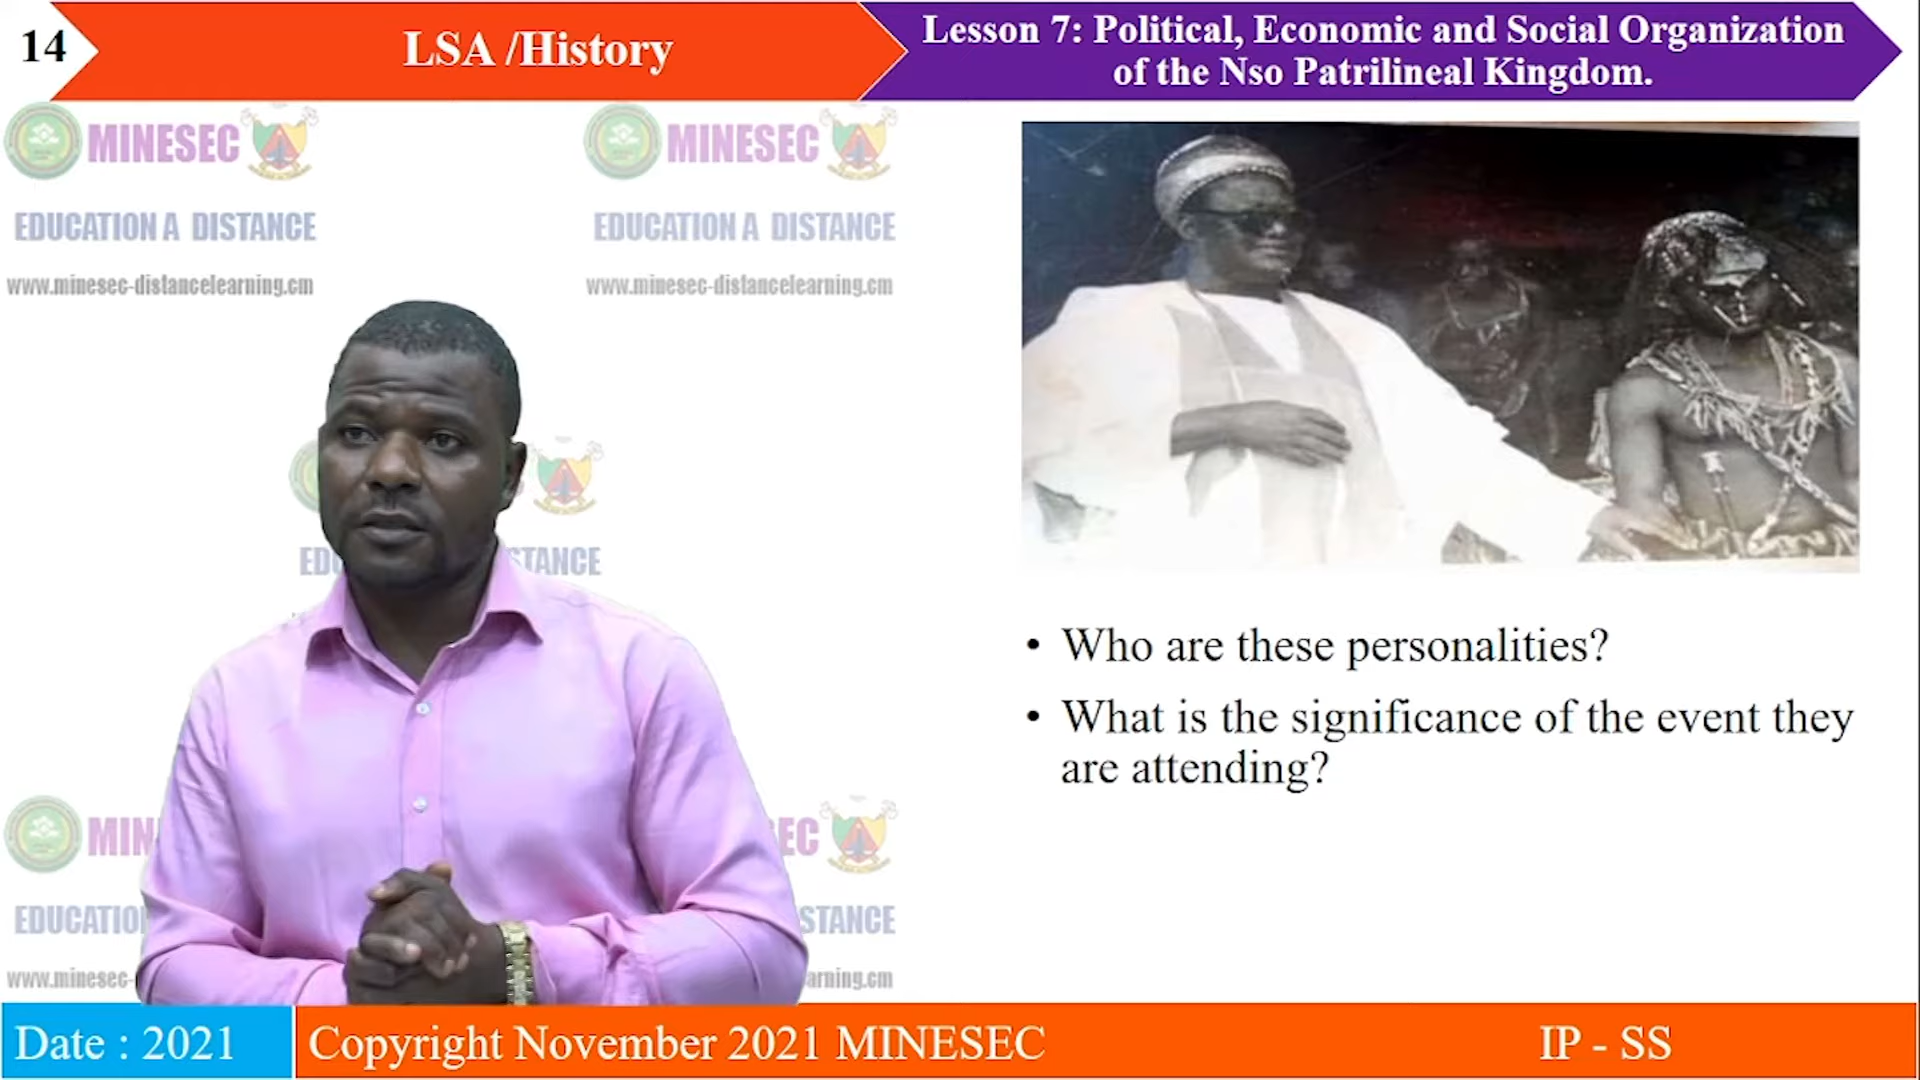 14
LSA /History
Lesson 7: Political, Economic and Social Organization
of the Nso Patrilineal Kingdom.
MINESEC
MINESEC
EDUCATION A DISTANCE
EDUCATION A DISTANCE
www.minesec-distancelearning.cm
www.minesec-distancelearning.cm
• Who are these personalities?
• What is the significance of the event they
are attending?
Date : 2021
Copyright November 2021 MINESEC
IP - SS